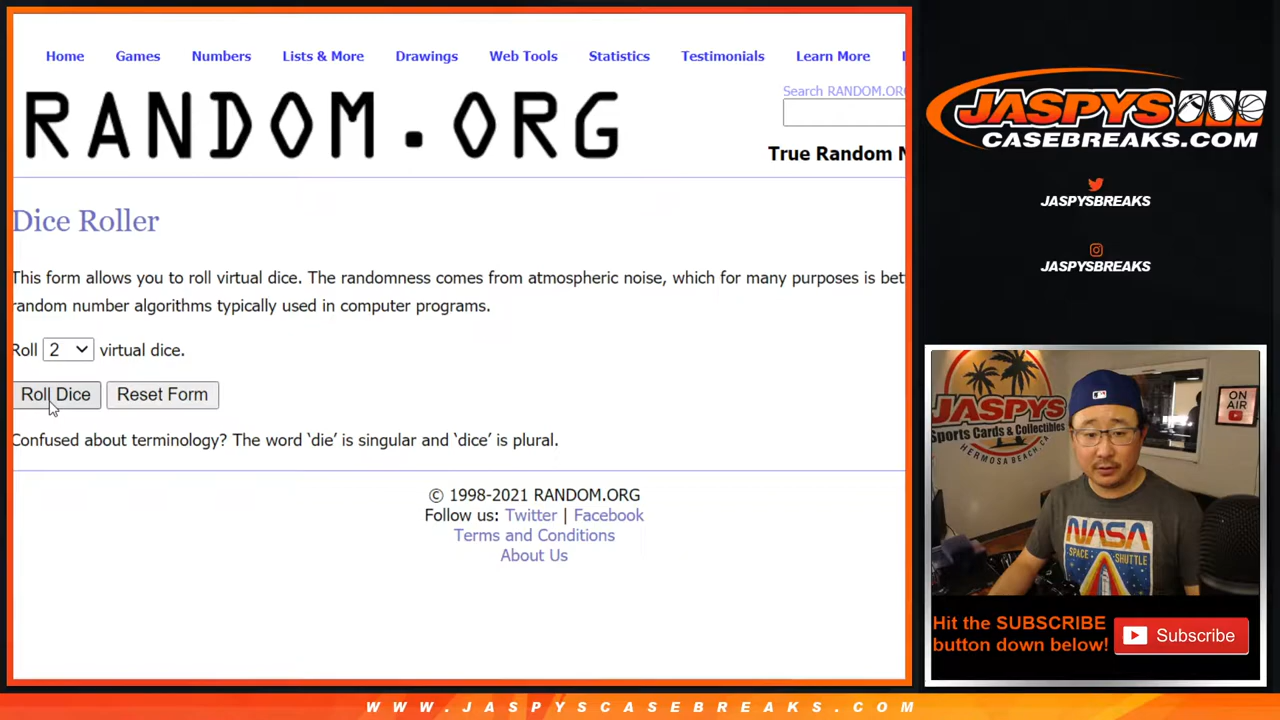 Home Games Numbers Lists & More Drawings Web Tools Statistics Testimonials Learn More
RANDOM.ORG
Search RANDOM.ORG
True Random N
Dice Roller
This form allows you to roll virtual dice. The randomness comes from atmospheric noise, which for many purposes is bet
random number algorithms typically used in computer programs.
Roll 2 virtual dice.
Roll Dice Reset Form
Confused about terminology? The word ‘die’ is singular and ‘dice’ is plural.
© 1998-2021 RANDOM.ORG
Follow us: Twitter | Facebook
Terms and Conditions
About Us
JASPYS
CASEBREAKS.COM
JASPYSBREAKS
JASPYSBREAKS
JASPYS
Sports Cards & Collectibles
HERMOSA BEACH, CA
ON AIR
NASA
SPACE SHUTTLE
Hit the SUBSCRIBE
button down below!
Subscribe
WWW.JASPYSCASEBREAKS.COM